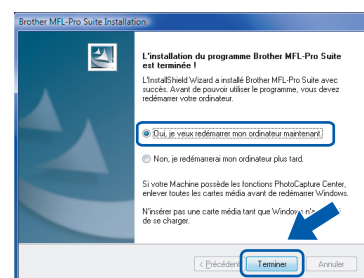 Brother MFL-Pro Suite Installation
L'installation du programme Brother MFL-Pro Suite
est terminée !
L'InstallShield Wizard a installé Brother MFL-Pro Suite avec
succès. Avant de pouvoir utiliser le programme, vous devez
redémarrer votre ordinateur.
Oui, je veux redémarrer mon ordinateur maintenant.
Non, je redémarrerai mon ordinateur plus tard.
Si votre Machine possède les fonctions PhotoCapture Center,
enlever toutes les cartes média avant de redémarrer Windows.
N'insérer pas une carte média tant que Windows n'a
de se charger.
< Précédent
Terminer
Annuler